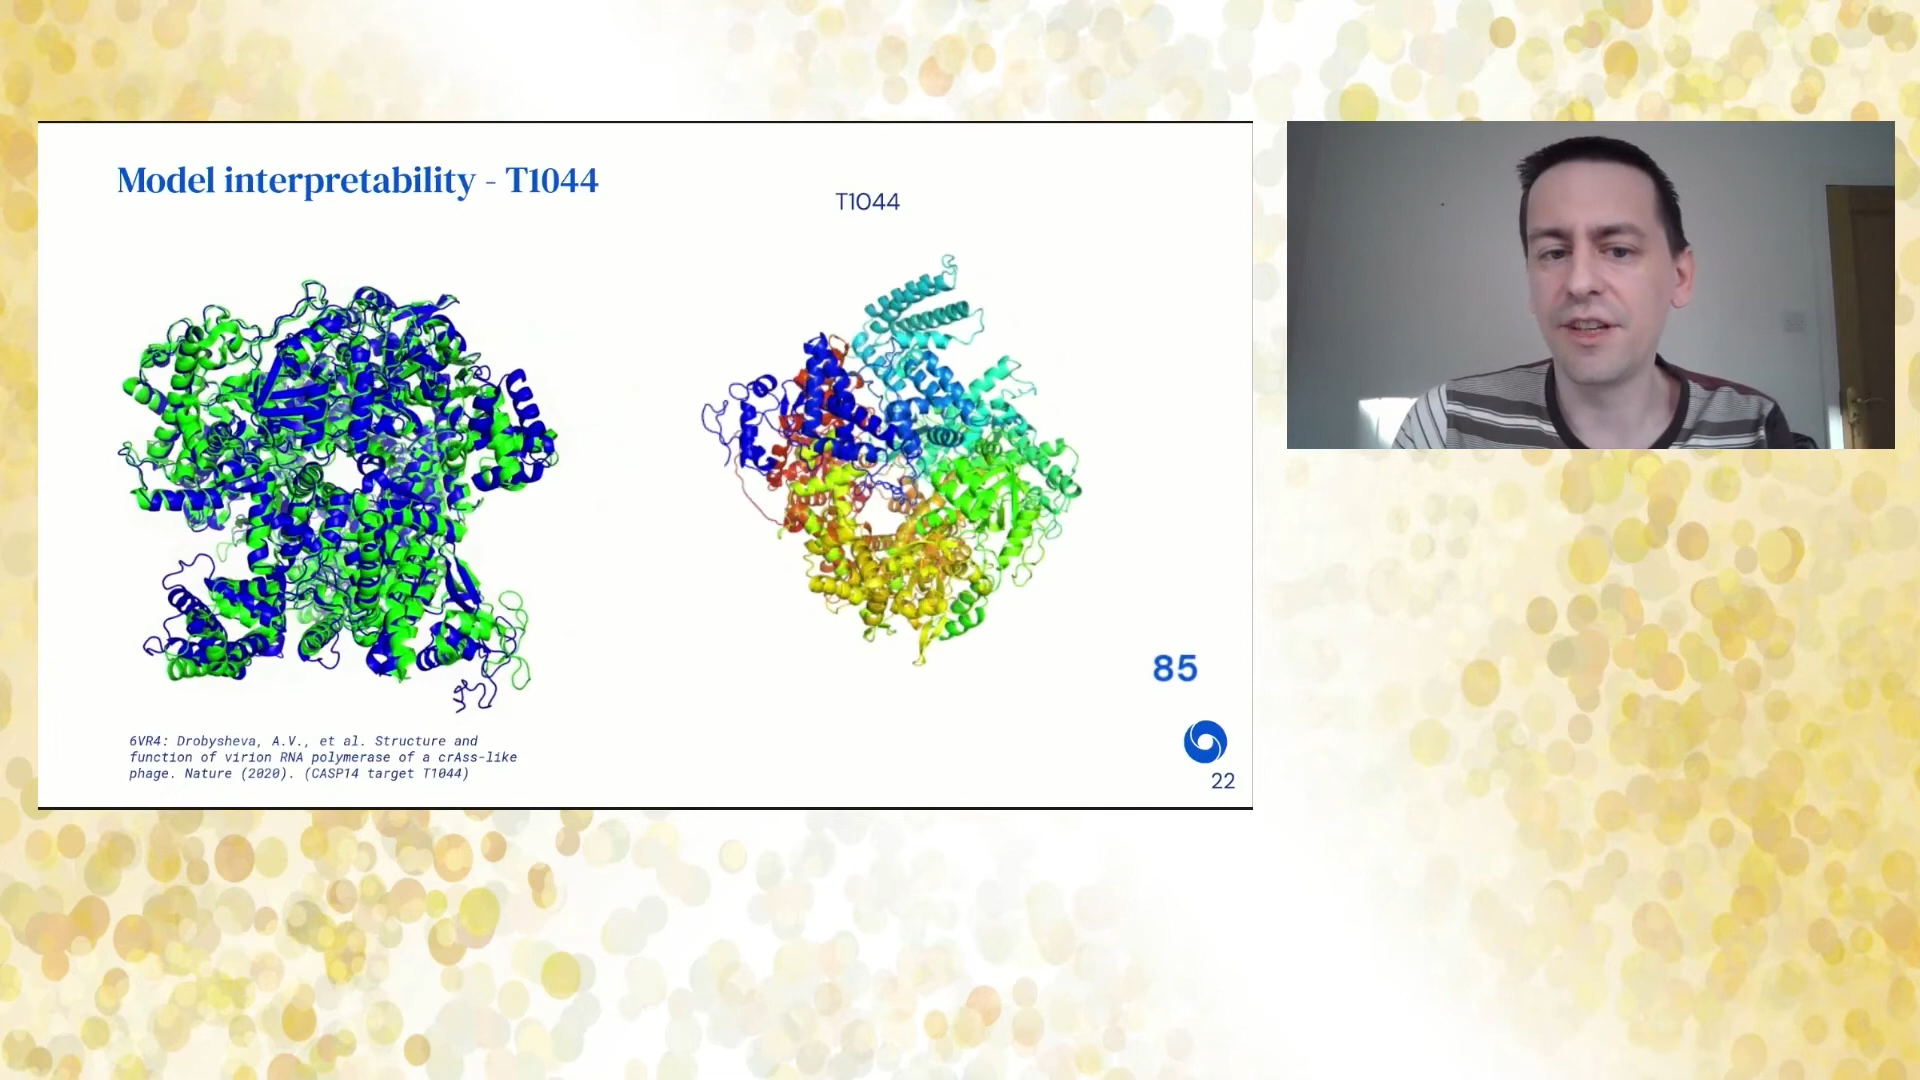 Model interpretability - T1044
T1044
85
6VR4: Drobysheva, A.V., et al. Structure and
function of virion RNA polymerase of a crAss-like
phage. Nature (2020). (CASP14 target T1044)
22